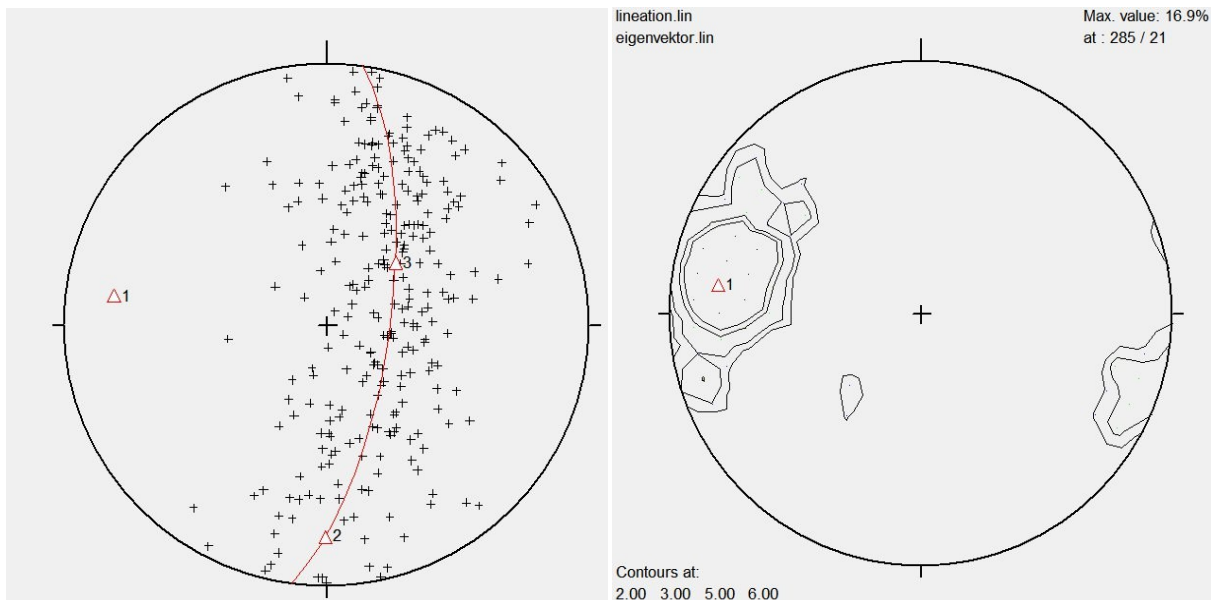 1
3
2
lineation.lin
eigenvektor.lin
Max. value: 16.9%
at : 285 / 21
1
Contours at:
2.00 3.00 5.00 6.00